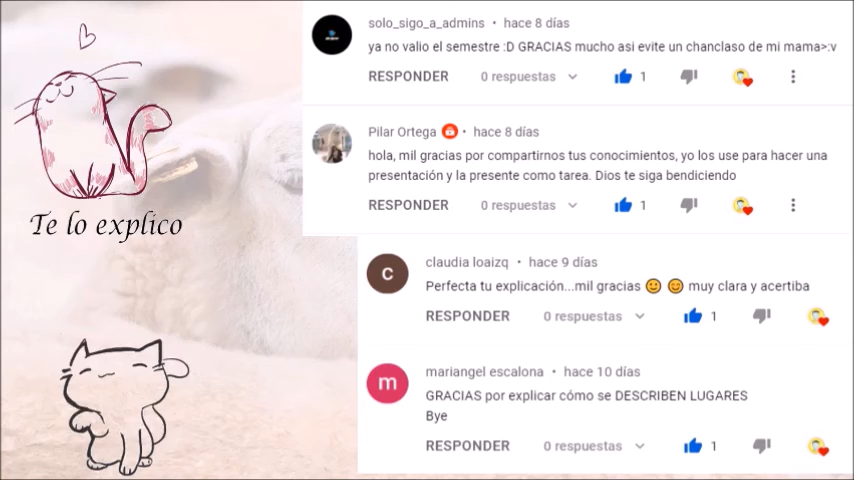 solo_sigo_a_admins • hace 8 días
ya no valio el semestre :D GRACIAS mucho asi evite un chanclaso de mi mama>:v
RESPONDER 0 respuestas 1
Pilar Ortega • hace 8 días
hola, mil gracias por compartirnos tus conocimientos, yo los use para hacer una
presentación y la presente como tarea. Dios te siga bendiciendo
RESPONDER 0 respuestas 1
Te lo explico
c
claudia loaizq • hace 9 días
Perfecta tu explicación...mil gracias 😊 😊 muy clara y acertiba
RESPONDER 0 respuestas 1
m
mariangel escalona • hace 10 días
GRACIAS por explicar cómo se DESCRIBEN LUGARES
Bye
RESPONDER 0 respuestas 1